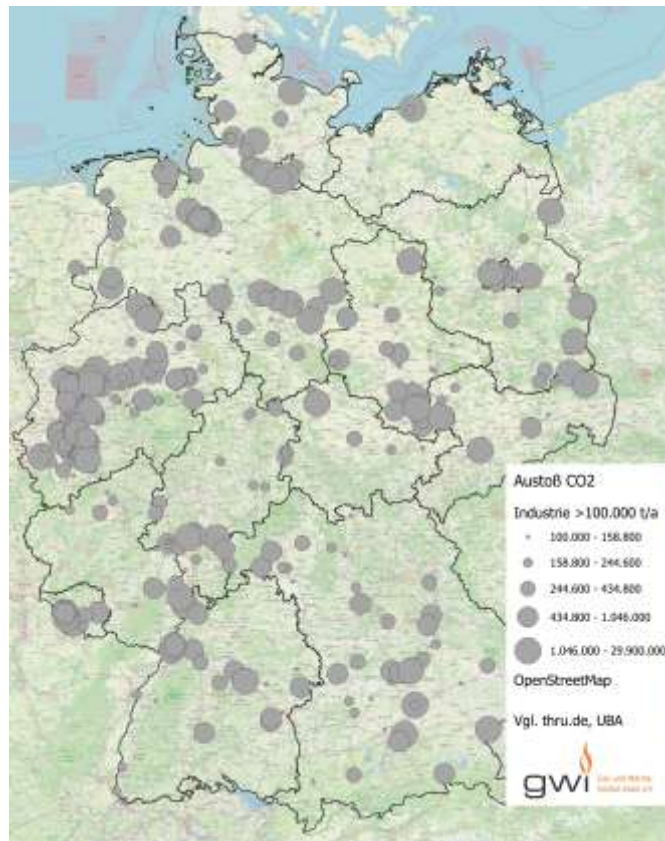 Austoß CO2
Industrie >100.000 t/a
100.000 - 158.800
158.800 - 244.600
244.600 - 434.800
434.800 - 1.046.000
1.046.000 - 29.900.000
OpenStreetMap
Vgl. thru.de, UBA
gwi